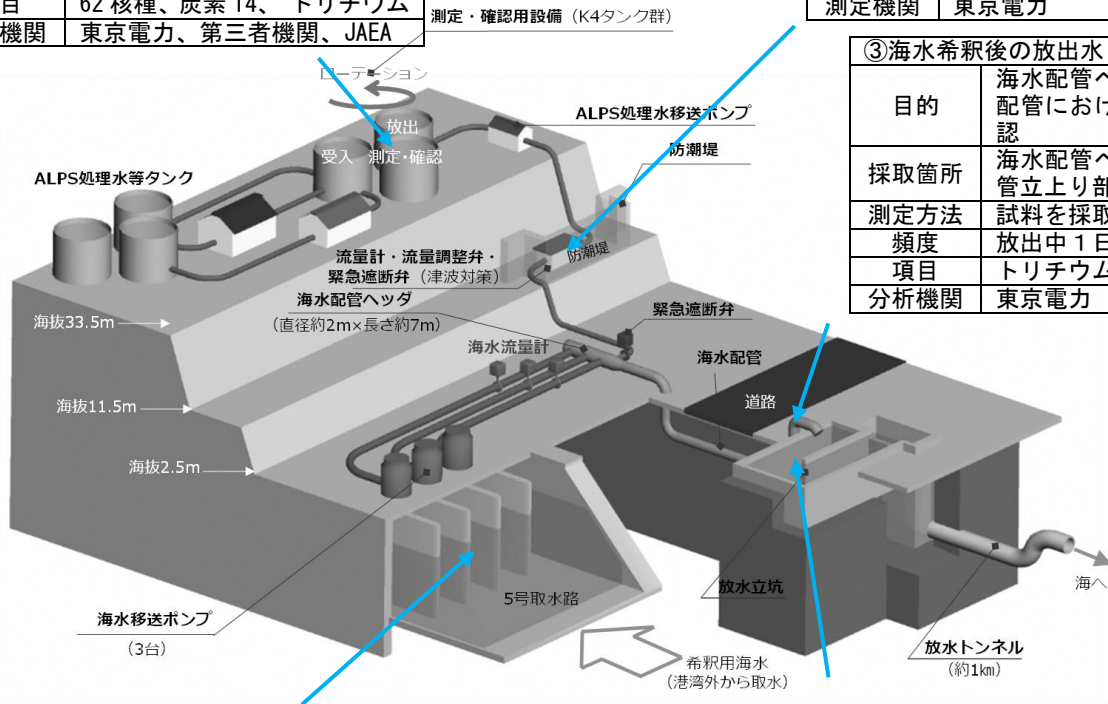 目 62 核種、炭素 14、 トリチウム
機関 東京電力、第三者機関、JAEA
測定・確認用設備（K4タンク群）
測定機関 東京電力
③海水希釈後の放出水
目的 海水配管ヘ
配管におけ
認
採取箇所 海水配管ヘ
管立上り部
測定方法 試料を採取
頻度 放出中１日
項目 トリチウム
分析機関 東京電力
ローテーション
放出
受入
測定・確認
ALPS処理水移送ポンプ
防潮堤
ALPS処理水等タンク
流量計・流量調整弁・
緊急遮断弁（津波対策）
防潮堤
海水配管ヘッダ
（直径約2m×長さ約7m）
緊急遮断弁
海水流量計
海水配管
道路
海抜33.5m
海抜11.5m
海抜2.5m
5号取水路
放水立坑
海へ
海水移送ポンプ
（3台）
希釈用海水
（港湾外から取水）
放水トンネル
（約1km）